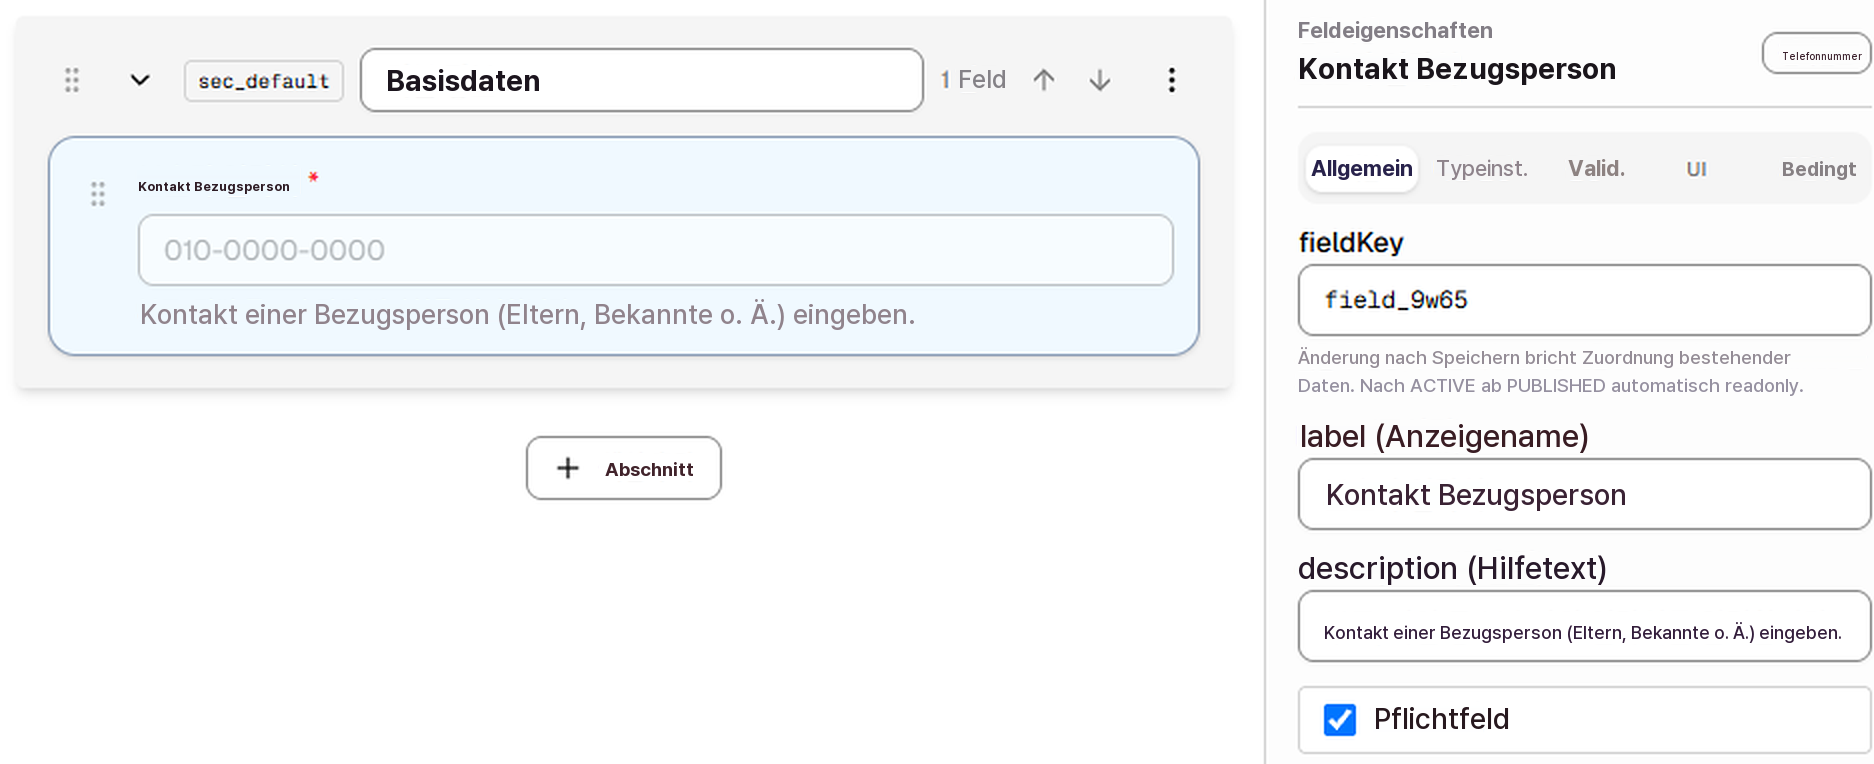 sec_default
Basisdaten
1 Feld
Kontakt Bezugsperson *
010-0000-0000
Kontakt einer Bezugsperson (Eltern, Bekannte o. Ä.) eingeben.
+ Abschnitt
Feldeigenschaften
Kontakt Bezugsperson
Telefonnummer
Allgemein Typeinst. Valid. UI Bedingt
fieldKey
field_9w65
Änderung nach Speichern bricht Zuordnung bestehender
Daten. Nach ACTIVE ab PUBLISHED automatisch readonly.
label (Anzeigename)
Kontakt Bezugsperson
description (Hilfetext)
Kontakt einer Bezugsperson (Eltern, Bekannte o. Ä.) eingeben.
Pflichtfeld